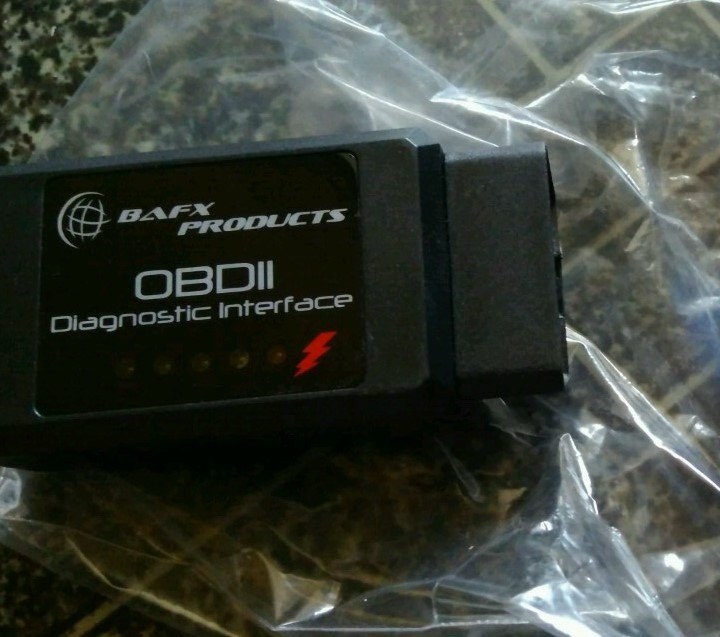 BAFX
PRODUCTS
OBDII
Diagnostic Interface